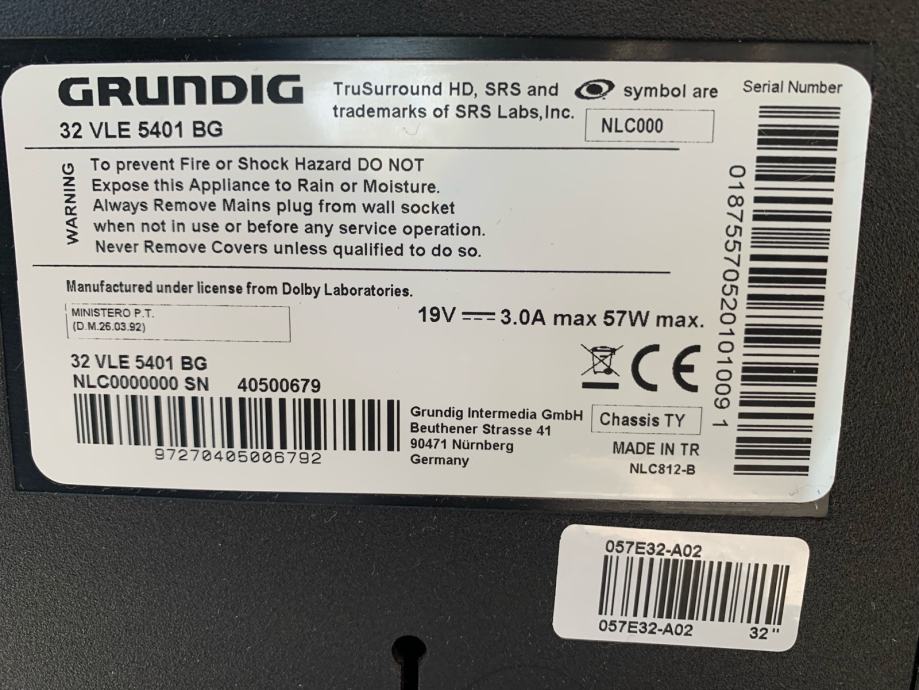 GRUNDIG
32 VLE 5401 BG
TruSurround HD, SRS and symbol are
trademarks of SRS Labs,Inc.
NLC000
Serial Number
WARNING
To prevent Fire or Shock Hazard DO NOT
Expose this Appliance to Rain or Moisture.
Always Remove Mains plug from wall socket
when not in use or before any service operation.
Never Remove Covers unless qualified to do so.
018755705201010091
Manufactured under license from Dolby Laboratories.
MINISTERO P.T.
(D.M.26.03.92)
19V 3.0A max 57W max.
32 VLE 5401 BG
NLC0000000 SN 40500679
97270405006792
CE
Grundig Intermedia GmbH
Beuthener Strasse 41
90471 Nürnberg
Germany
Chassis TY
MADE IN TR
NLC812-B
057E32-A02
057E32-A02 32"